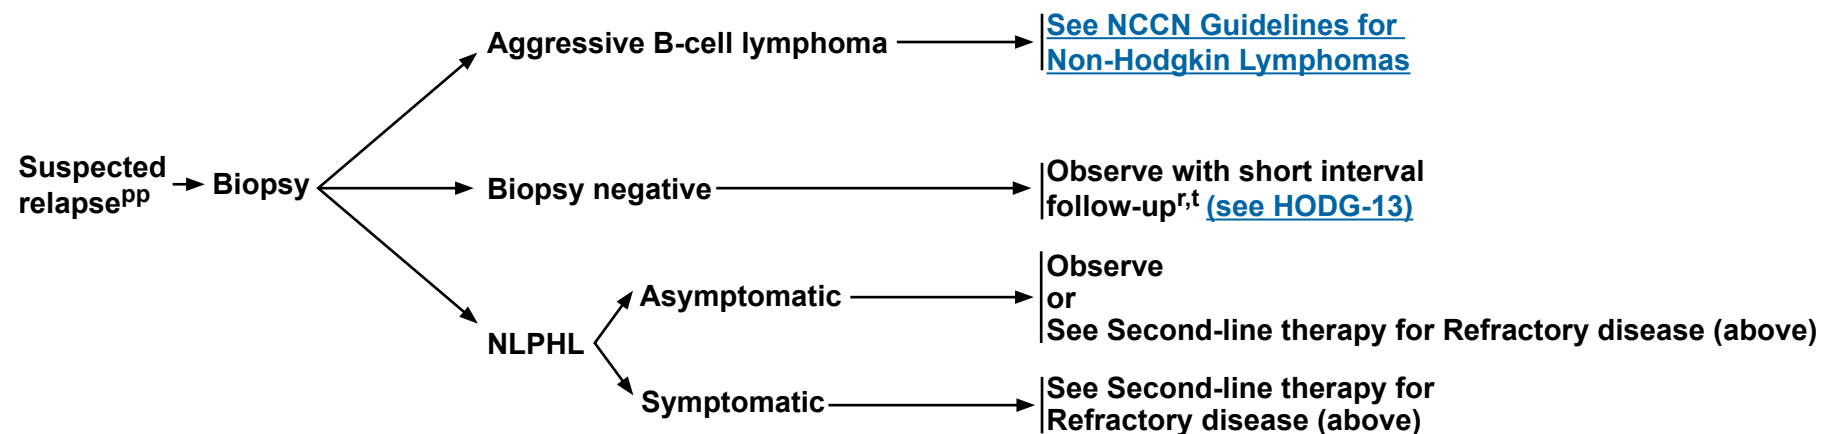 Suspected
relapsepp
Biopsy
Aggressive B-cell lymphoma
See NCCN Guidelines for
Non-Hodgkin Lymphomas
Biopsy negative
Observe with short interval
follow-upr,t (see HODG-13)
NLPHL
Asymptomatic
Observe
or
See Second-line therapy for Refractory disease (above)
Symptomatic
See Second-line therapy for
Refractory disease (above)